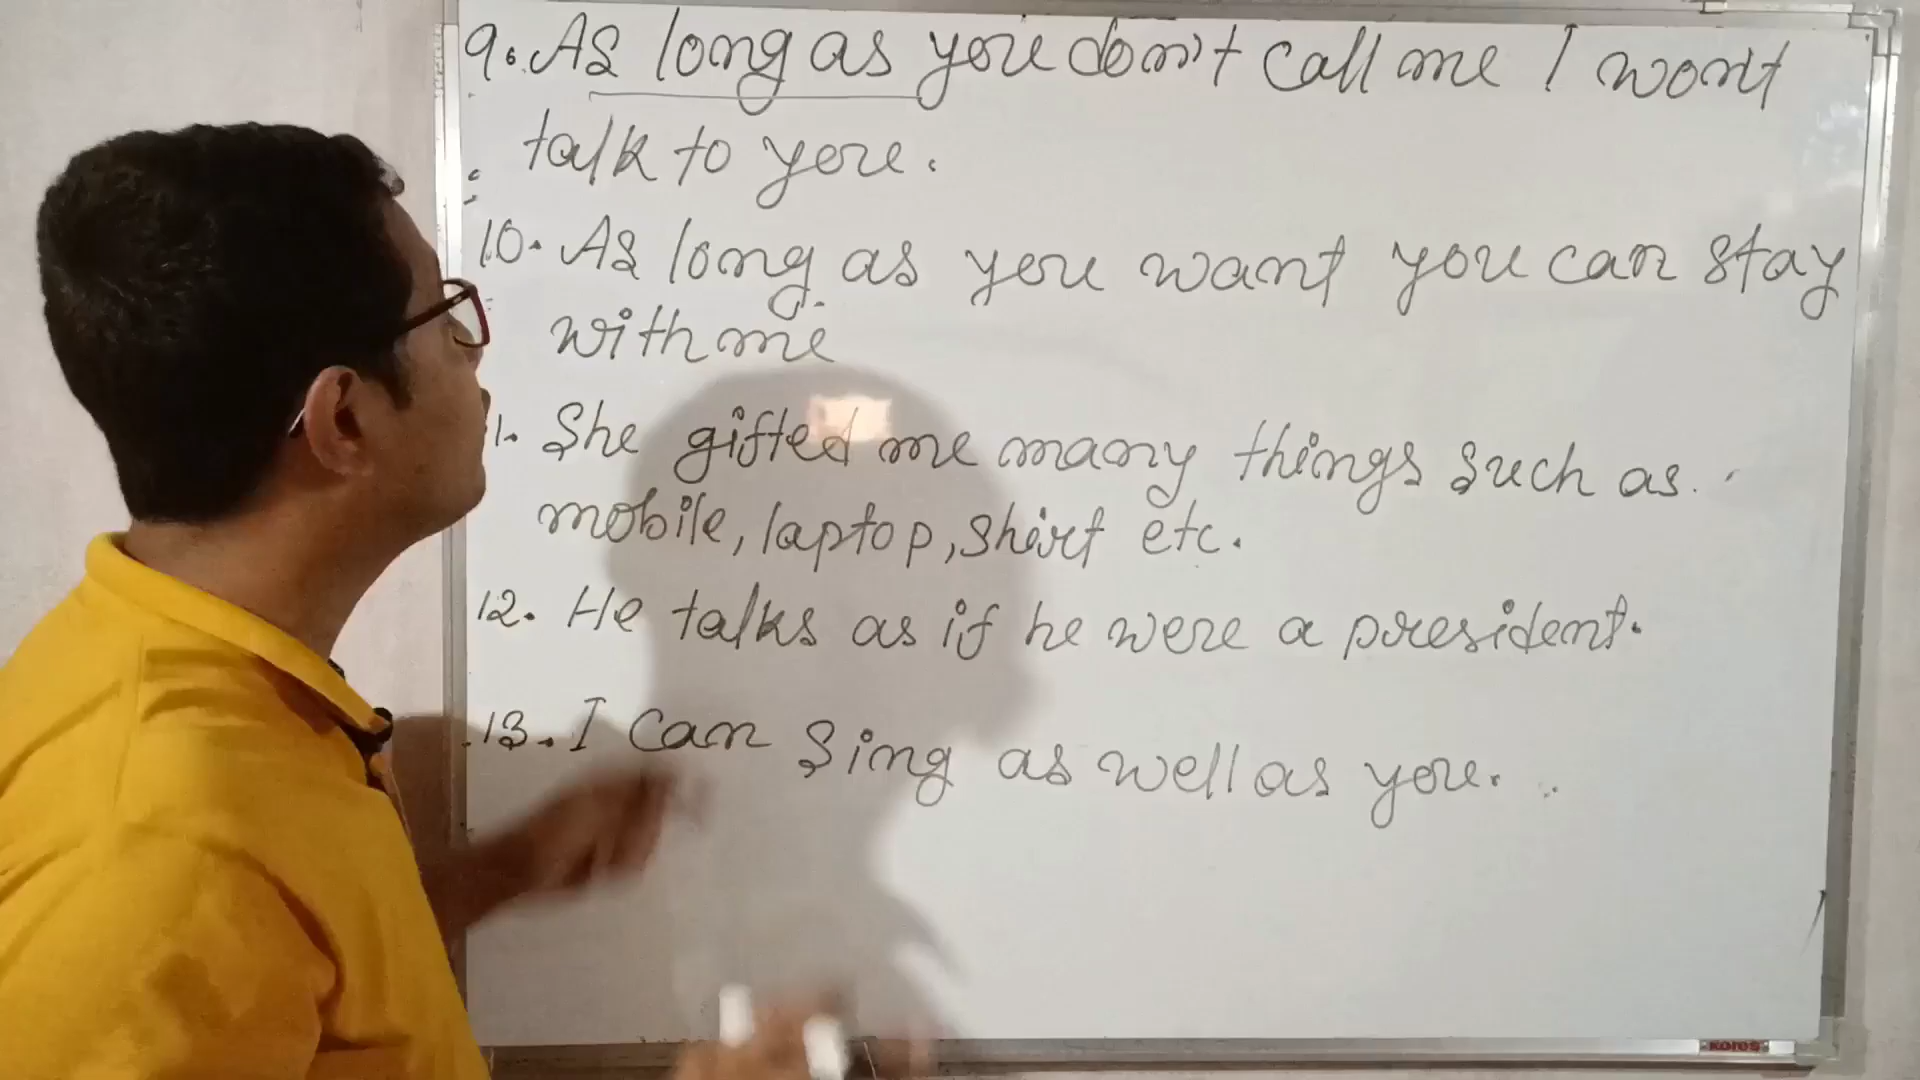 9. As long as you don't call me I won't
talk to you.
10. As long as you want you can stay
with me
1. She gifted me many things such as
mobile, laptop, shirt etc.
12. He talks as if he were a president.
13. I can sing as well as you.
KORES